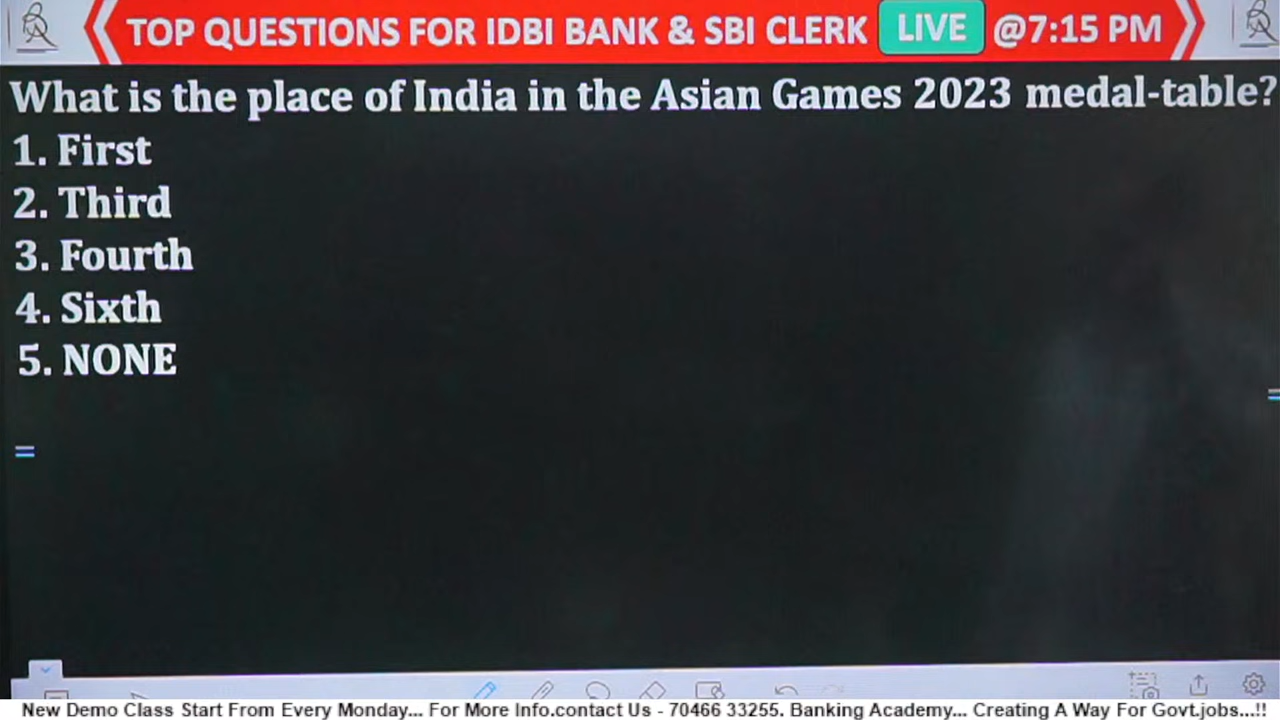 TOP QUESTIONS FOR IDBI BANK & SBI CLERK LIVE @7:15 PM
What is the place of India in the Asian Games 2023 medal-table?
1. First
2. Third
3. Fourth
4. Sixth
5. NONE
=
=
New Demo Class Start From Every Monday... For More Info.contact Us - 70466 33255. Banking Academy... Creating A Way For Govt.jobs...!!